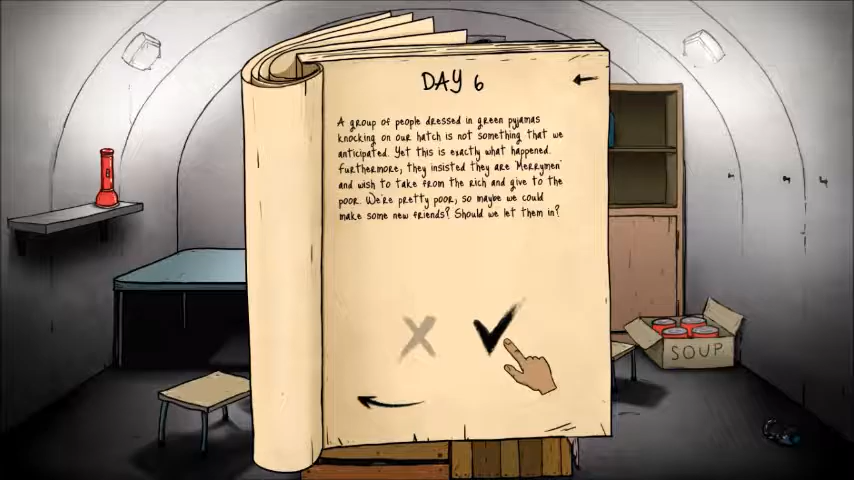 DAY 6
A group of people dressed in green pyjamas
knocking on our hatch is not something that we
anticipated. Yet this is exactly what happened.
Furthermore, they insisted they are 'Merrymen'
and wish to take from the rich and give to the
poor. We're pretty poor, so maybe we could
make some new friends? Should we let them in?
SOUP